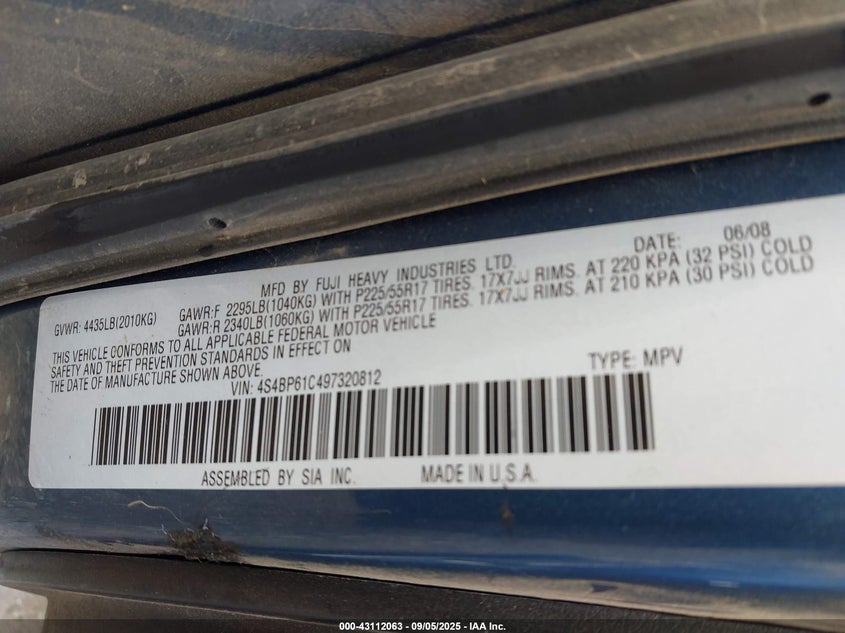 MFD BY FUJI HEAVY INDUSTRIES LTD. DATE: 06/08
GVWR: 4435LB(2010KG) GAWR:F 2295LB(1040KG) WITH P225/55R17 TIRES. 17X7JJ RIMS. AT 220 KPA (32 PSI) COLD
GAWR:R 2340LB(1060KG) WITH P225/55R17 TIRES. 17X7JJ RIMS. AT 210 KPA (30 PSI) COLD
THIS VEHICLE CONFORMS TO ALL APPLICABLE FEDERAL MOTOR VEHICLE
SAFETY AND THEFT PREVENTION STANDARDS IN EFFECT ON
THE DATE OF MANUFACTURE SHOWN ABOVE.
VIN: 4S4BP61C497320812 TYPE: MPV
ASSEMBLED BY SIA INC. MADE IN U.S.A.
000-43112063 - 09/05/2025 - IAA Inc.